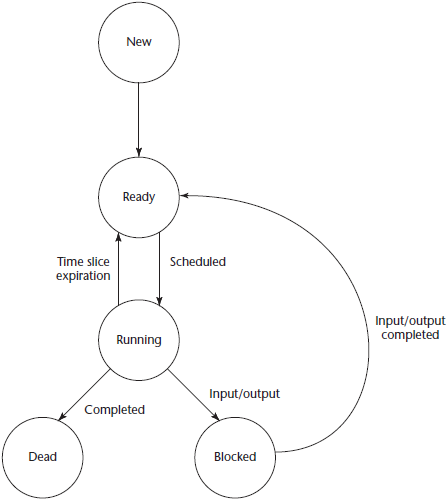 New
Ready
Time slice
expiration
Scheduled
Running
Input/output
completed
Completed
Input/output
Dead
Blocked